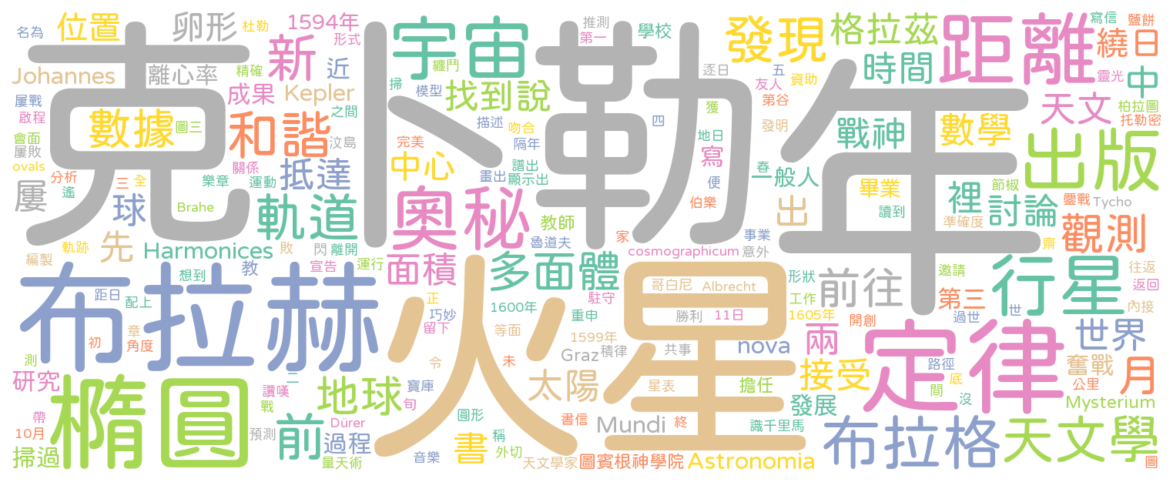 克卜勒年
火星
布拉赫
橢圓
定律
距離
宇宙
奧秘
出版
行星
天文學
布拉格
軌道
和諧
發現
觀測
數據
新
地球
多面體
找到說
格拉茲
時間
繞日
中
天文
數學
戰神
裡
討論
一般人
畢業
出
前往
第三
世界
月
奮戰
兩
接受
發展
擔任
太陽
面積
中心
抵達
球
先
屢
前
書
過程
研究
掃過
位置
卵形
1594年
離心率
近
成果
Kepler
Johannes
Harmonices
Mundi
Astronomia
nova
Graz
Mysterium
cosmographicum
圖賓根神學院
寫
教師
學校
推測
第一
名為
杜勒
形式
精確
屢戰
啟程
圖三
之間
模型
纏鬥
掃
會面
屢敗
汶島
完美
描述
吻合
隔年
ovals
分析
三
全
關係
樂章
運動
遙
畫出
譜出
顯示出
地日
便
伯樂
獲
四
逐日
五
友人
資助
第谷
發明
春
靈光
鹽餅
寫信
柏拉圖
托勒密
節椒
鏖戰
Tycho
讀到
準確度
齋
Brahe
軌跡
敗
閃
離開
魯道夫
家
事業
意外
編製
想到
宣告
運行
教
距日
配上
哥白尼
Albrecht
形狀
工作
駐守
正
巧妙
留下
令
1600年
重申
1599年
等面
未
積律
共事
勝利
11日
1605年
開創
過世
世
邀請
返回
往返
內接
公里
路徑
間
底
沒
章
初
角度
測
二
讚嘆
戰
帶
10月
Dürer
預測
量天術
寶庫
旬
圓形
稱
音樂
書信
外切
天文學家
終
星表
識千里馬
圖